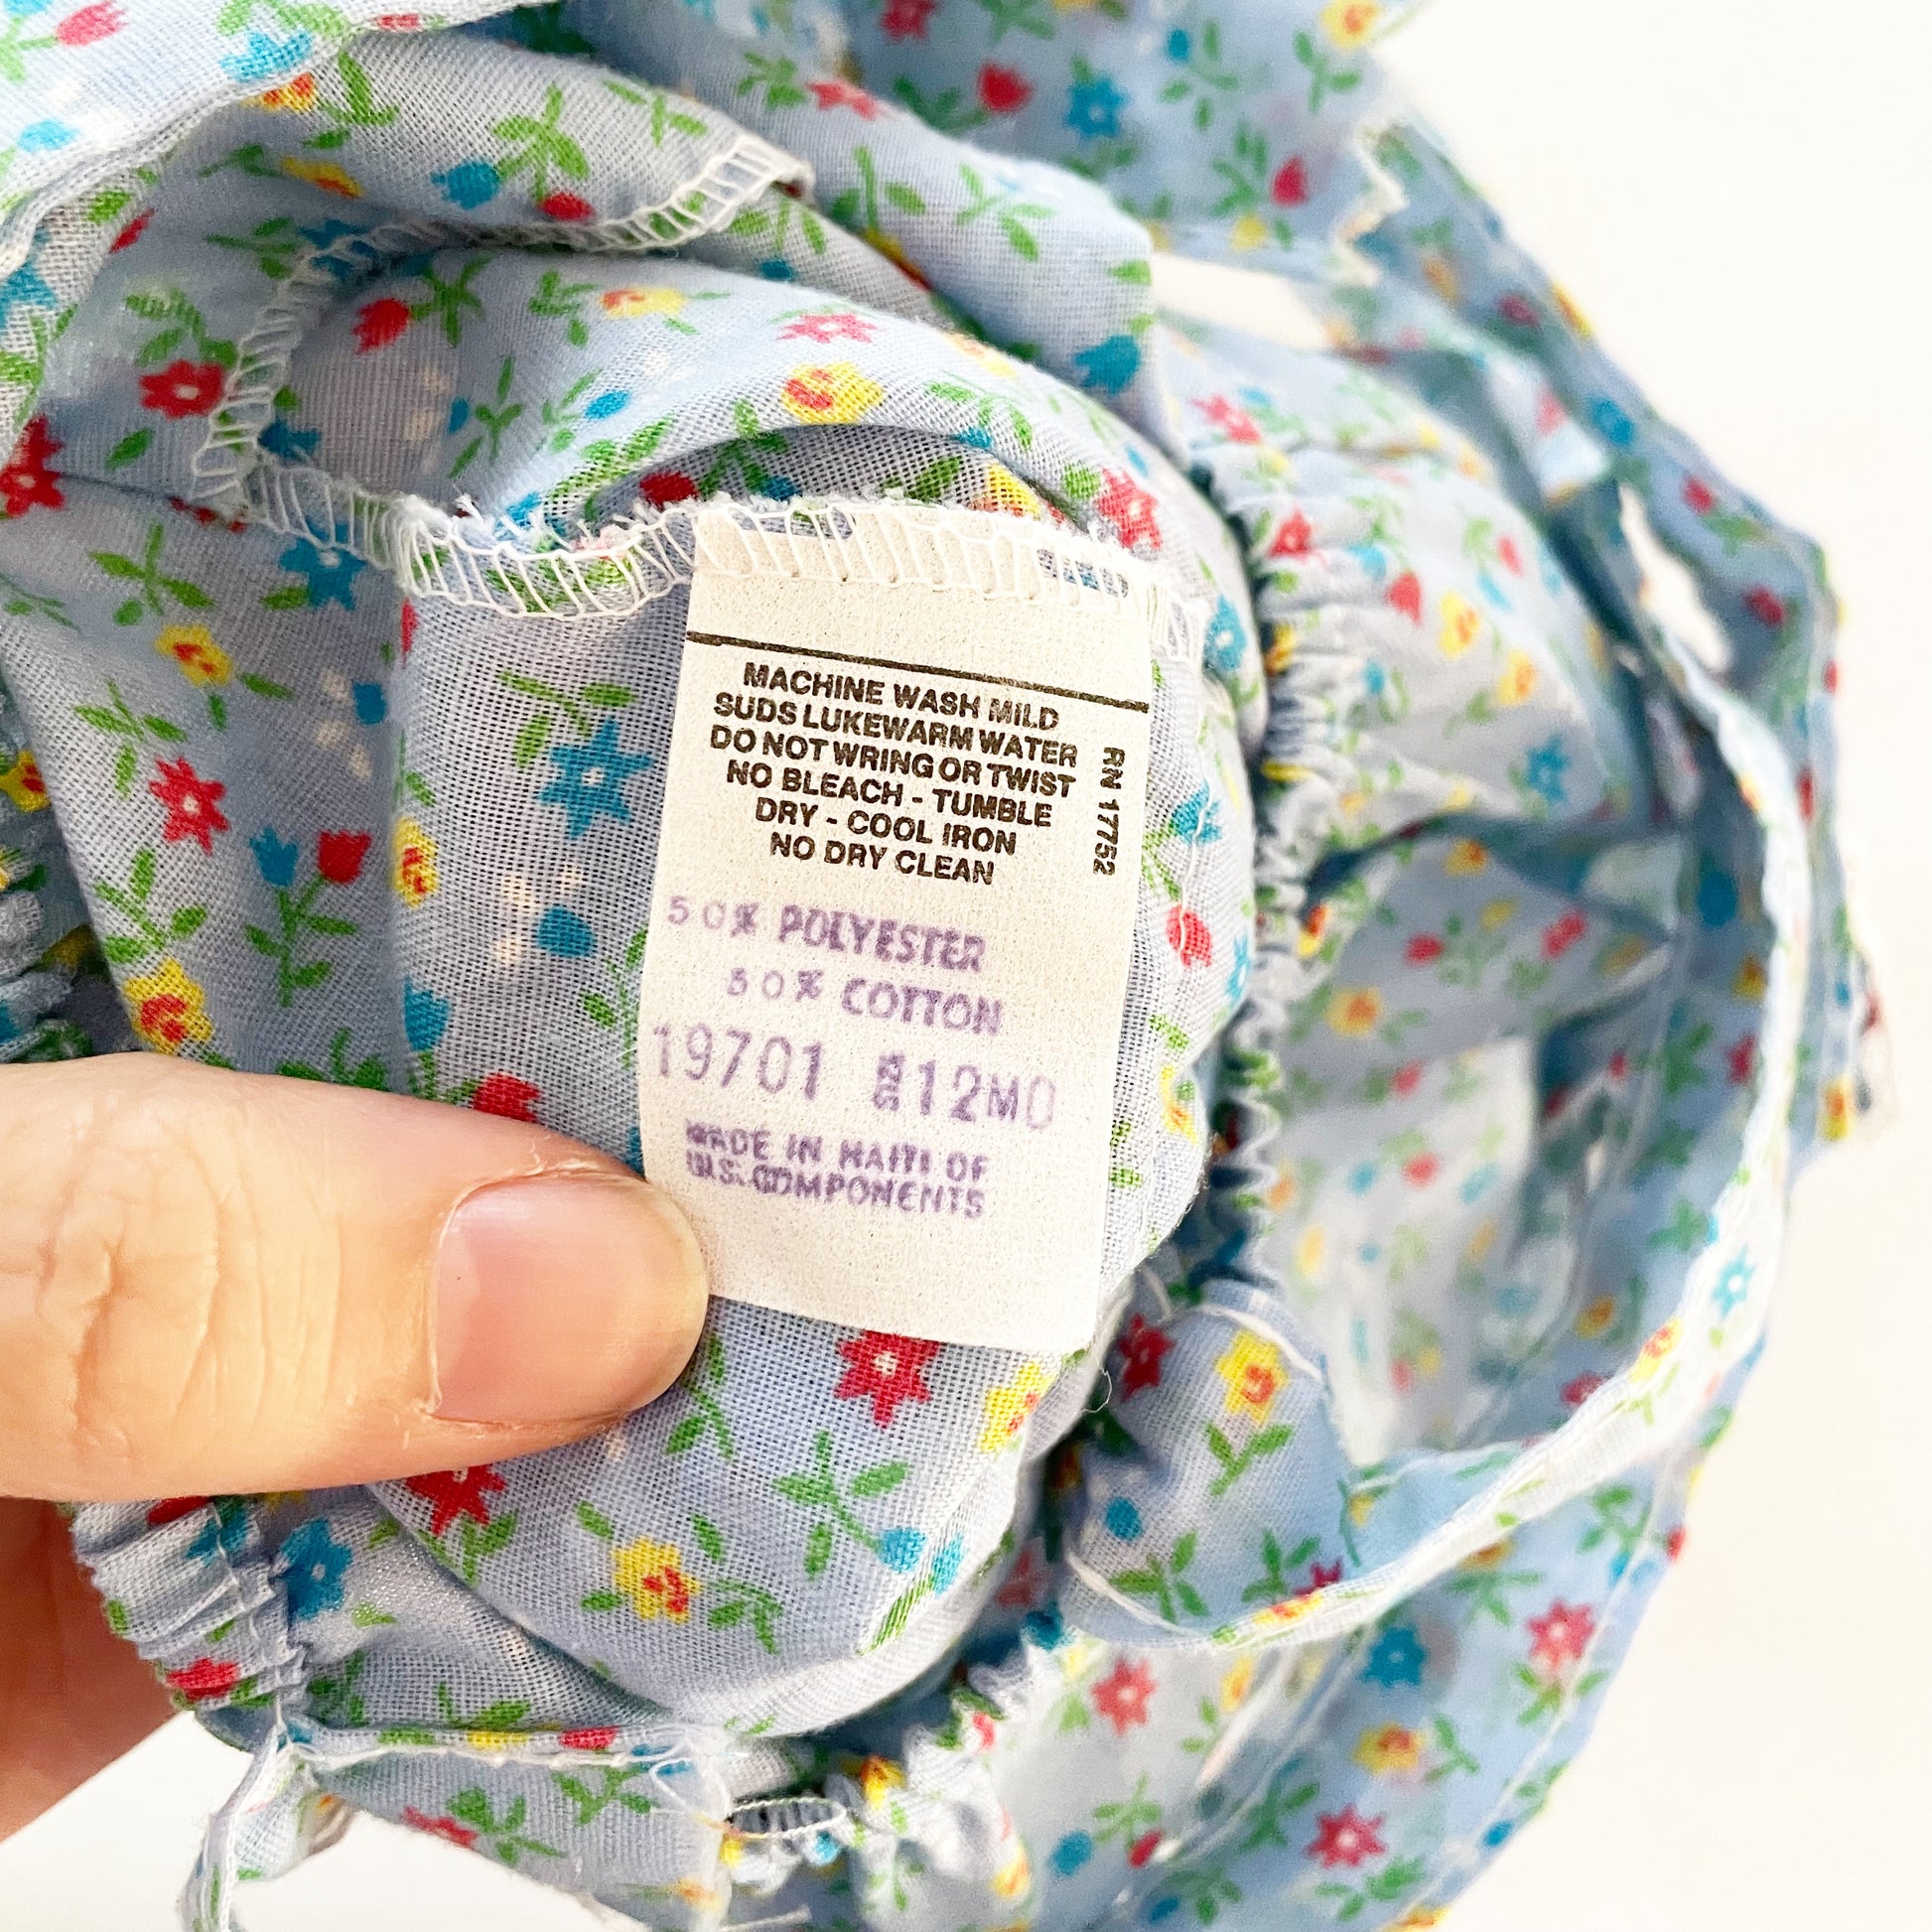 MACHINE WASH MILD
SUDS LUKEWARM WATER
DO NOT WRING OR TWIST
NO BLEACH - TUMBLE
DRY - COOL IRON
NO DRY CLEAN
RN 17752
50% POLYESTER
50% COTTON
19701 SIZE 12MO
MADE IN HAITI OF
U.S. COMPONENTS